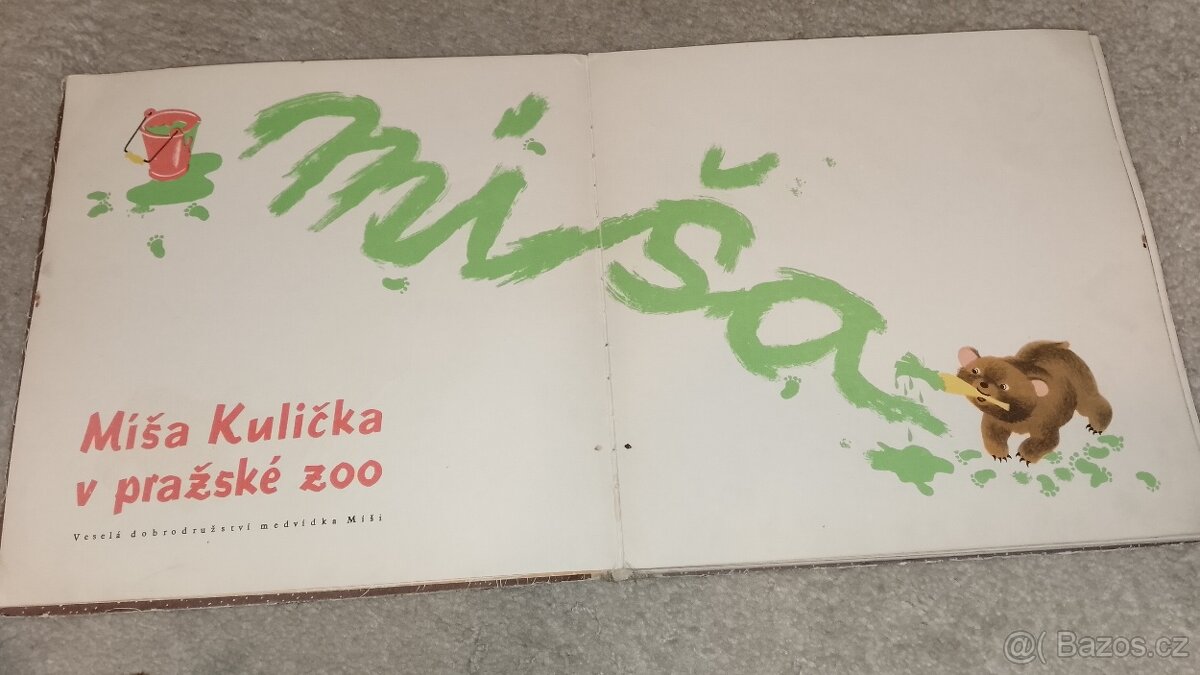 Míša
Míša Kulička
v pražské zoo
Veselá dobrodružství medvídka Míši
@( Bazos.cz